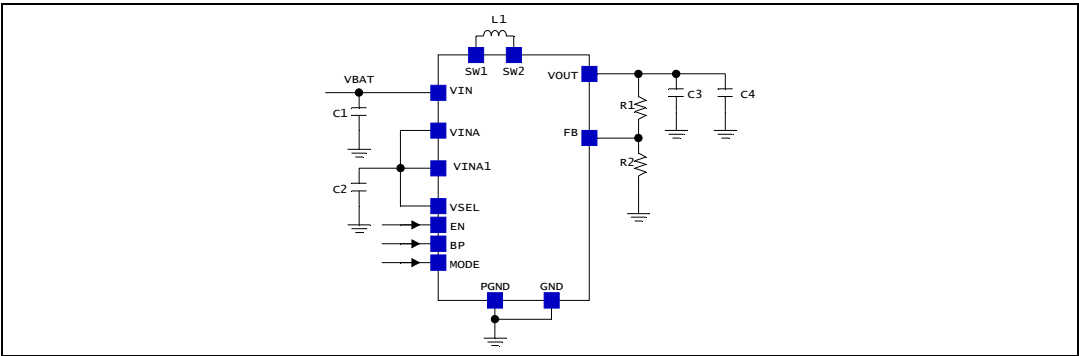 L1
SW1 SW2
VOUT
VBAT
VIN
C1
R1
C3
C4
VINA
FB
VINA1
R2
C2
VSEL
EN
BP
MODE
PGND
GND